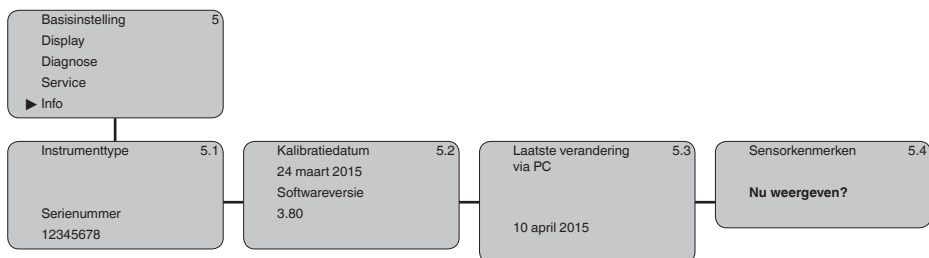 Basisinstelling 5
Display
Diagnose
Service
▶ Info
Instrumenttype 5.1
Serienummer
12345678
Kalibratiedatum 5.2
24 maart 2015
Softwareversie
3.80
Laatste verandering 5.3
via PC
10 april 2015
Sensorkenmerken 5.4
Nu weergeven?